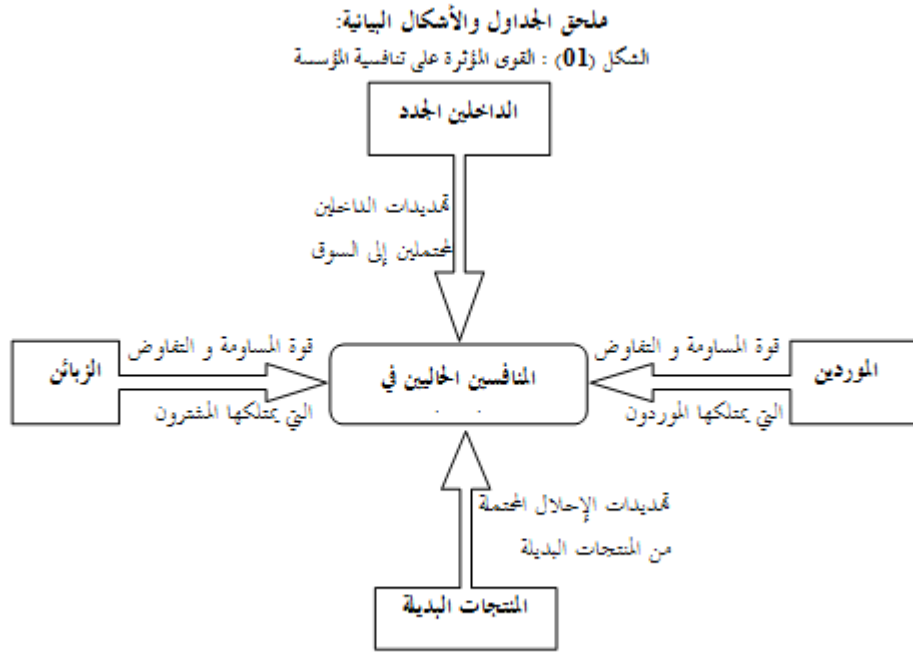 ملحق الجداول والأشكال البيانية:
الشكل (01) : القوى المؤثرة على تنافسية المؤسسة
الداخلين الجدد
تهديدات الداخلين
المحتملين إلى السوق
الموردين
قوة المساومة و التفاوض
التي يمتلكها الموردون
المنافسين الحاليين في
قوة المساومة و التفاوض
التي يمتلكها المشترون
الزبائن
تهديدات الإحلال المحتملة
من المنتجات البديلة
المنتجات البديلة